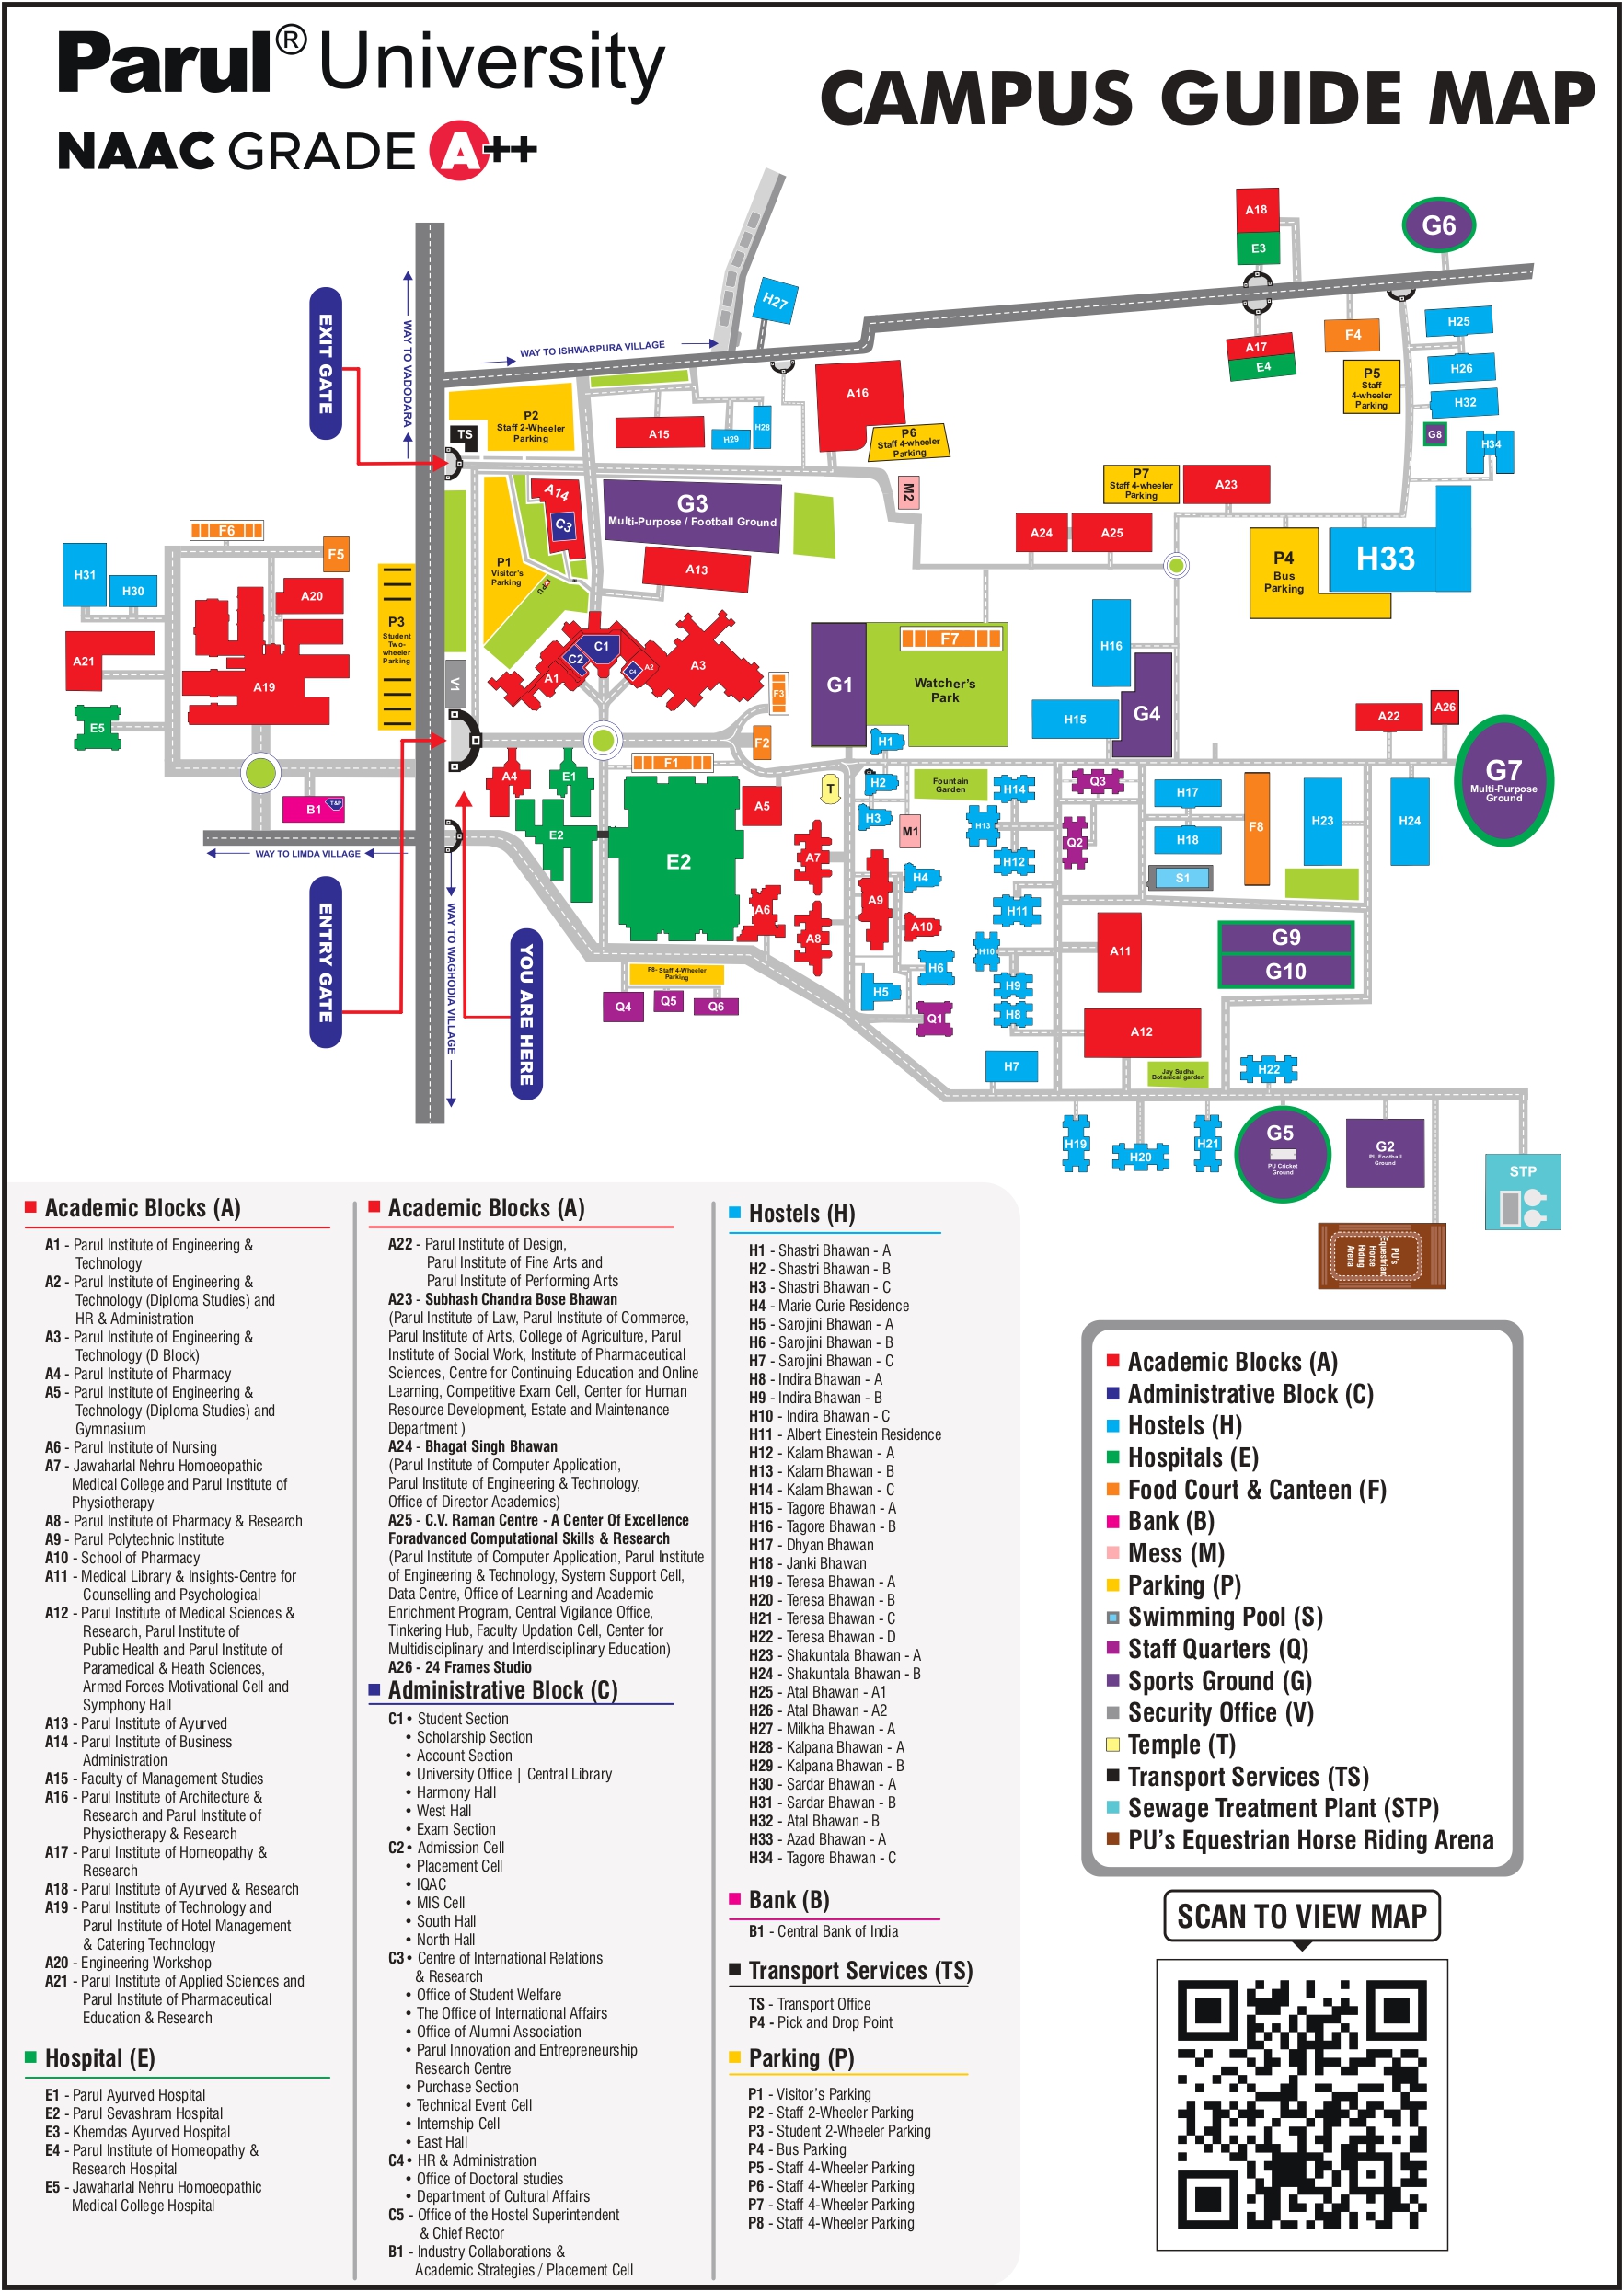 Parul® University
NAAC GRADE A++
CAMPUS GUIDE MAP
EXIT GATE
WAY TO VADODARA
WAY TO ISHWARPURA VILLAGE
H27
A18
E3
G6
A17
E4
F4
P5
Staff
4-wheeler
Parking
H25
H26
H32
G8
H34
P2
Staff 2-Wheeler
Parking
TS
A15
H29
H28
A16
P6
Staff 4-wheeler
Parking
M2
P7
Staff 4-wheeler
Parking
A23
A24
A25
P4
Bus
Parking
H33
A14
C3
G3
Multi-Purpose / Football Ground
P1
Visitor's
Parking
PU
A13
F6
F5
H31
H30
A20
A21
A19
E5
P3
Student
Two-
wheeler
Parking
V1
C1
C2
C4
A1
A2
A3
F3
F2
F1
G1
F7
Watcher's
Park
H16
H15
G4
A22
A26
G7
Multi-Purpose
Ground
B1
T&P
A4
E1
E2
E2
A5
A6
T
H1
H2
H3
Fountain
Garden
M1
H14
H13
H12
Q3
Q2
H17
H18
S1
F8
H23
H24
A7
A8
A9
H4
A10
H6
H5
Q1
H11
H10
H9
H8
H7
A11
A12
G9
G10
Jay Sudha
Botanical garden
H22
WAY TO LIMDA VILLAGE
ENTRY GATE
WAY TO WAGHODIA VILLAGE
YOU ARE HERE
P8- Staff 4-Wheeler
Parking
Q4
Q5
Q6
H19
H20
H21
G5
PU Cricket
Ground
G2
PU Football
Ground
STP
PU's
Equestrian
Horse
Riding
Arena
Academic Blocks (A)
A1 - Parul Institute of Engineering &
Technology
A2 - Parul Institute of Engineering &
Technology (Diploma Studies) and
HR & Administration
A3 - Parul Institute of Engineering &
Technology (D Block)
A4 - Parul Institute of Pharmacy
A5 - Parul Institute of Engineering &
Technology (Diploma Studies) and
Gymnasium
A6 - Parul Institute of Nursing
A7 - Jawaharlal Nehru Homoeopathic
Medical College and Parul Institute of
Physiotherapy
A8 - Parul Institute of Pharmacy & Research
A9 - Parul Polytechnic Institute
A10 - School of Pharmacy
A11 - Medical Library & Insights-Centre for
Counselling and Psychological
A12 - Parul Institute of Medical Sciences &
Research, Parul Institute of
Public Health and Parul Institute of
Paramedical & Heath Sciences,
Armed Forces Motivational Cell and
Symphony Hall
A13 - Parul Institute of Ayurved
A14 - Parul Institute of Business
Administration
A15 - Faculty of Management Studies
A16 - Parul Institute of Architecture &
Research and Parul Institute of
Physiotherapy & Research
A17 - Parul Institute of Homeopathy &
Research
A18 - Parul Institute of Ayurved & Research
A19 - Parul Institute of Technology and
Parul Institute of Hotel Management
& Catering Technology
A20 - Engineering Workshop
A21 - Parul Institute of Applied Sciences and
Parul Institute of Pharmaceutical
Education & Research
Hospital (E)
E1 - Parul Ayurved Hospital
E2 - Parul Sevashram Hospital
E3 - Khemdas Ayurved Hospital
E4 - Parul Institute of Homeopathy &
Research Hospital
E5 - Jawaharlal Nehru Homoeopathic
Medical College Hospital
Academic Blocks (A)
A22 - Parul Institute of Design,
Parul Institute of Fine Arts and
Parul Institute of Performing Arts
A23 - Subhash Chandra Bose Bhawan
(Parul Institute of Law, Parul Institute of Commerce,
Parul Institute of Arts, College of Agriculture, Parul
Institute of Social Work, Institute of Pharmaceutical
Sciences, Centre for Continuing Education and Online
Learning, Competitive Exam Cell, Center for Human
Resource Development, Estate and Maintenance
Department )
A24 - Bhagat Singh Bhawan
(Parul Institute of Computer Application,
Parul Institute of Engineering & Technology,
Office of Director Academics)
A25 - C.V. Raman Centre - A Center Of Excellence
Foradvanced Computational Skills & Research
(Parul Institute of Computer Application, Parul Institute
of Engineering & Technology, System Support Cell,
Data Centre, Office of Learning and Academic
Enrichment Program, Central Vigilance Office,
Tinkering Hub, Faculty Updation Cell, Center for
Multidisciplinary and Interdisciplinary Education)
A26 - 24 Frames Studio
Administrative Block (C)
C1 • Student Section
• Scholarship Section
• Account Section
• University Office | Central Library
• Harmony Hall
• West Hall
• Exam Section
C2 • Admission Cell
• Placement Cell
• IQAC
• MIS Cell
• South Hall
• North Hall
C3 • Centre of International Relations
& Research
• Office of Student Welfare
• The Office of International Affairs
• Office of Alumni Association
• Parul Innovation and Entrepreneurship
Research Centre
• Purchase Section
• Technical Event Cell
• Internship Cell
• East Hall
C4 • HR & Administration
• Office of Doctoral studies
• Department of Cultural Affairs
C5 - Office of the Hostel Superintendent
& Chief Rector
B1 - Industry Collaborations &
Academic Strategies / Placement Cell
Hostels (H)
H1 - Shastri Bhawan - A
H2 - Shastri Bhawan - B
H3 - Shastri Bhawan - C
H4 - Marie Curie Residence
H5 - Sarojini Bhawan - A
H6 - Sarojini Bhawan - B
H7 - Sarojini Bhawan - C
H8 - Indira Bhawan - A
H9 - Indira Bhawan - B
H10 - Indira Bhawan - C
H11 - Albert Einestein Residence
H12 - Kalam Bhawan - A
H13 - Kalam Bhawan - B
H14 - Kalam Bhawan - C
H15 - Tagore Bhawan - A
H16 - Tagore Bhawan - B
H17 - Dhyan Bhawan
H18 - Janki Bhawan
H19 - Teresa Bhawan - A
H20 - Teresa Bhawan - B
H21 - Teresa Bhawan - C
H22 - Teresa Bhawan - D
H23 - Shakuntala Bhawan - A
H24 - Shakuntala Bhawan - B
H25 - Atal Bhawan - A1
H26 - Atal Bhawan - A2
H27 - Milkha Bhawan - A
H28 - Kalpana Bhawan - A
H29 - Kalpana Bhawan - B
H30 - Sardar Bhawan - A
H31 - Sardar Bhawan - B
H32 - Atal Bhawan - B
H33 - Azad Bhawan - A
H34 - Tagore Bhawan - C
Bank (B)
B1 - Central Bank of India
Transport Services (TS)
TS - Transport Office
P4 - Pick and Drop Point
Parking (P)
P1 - Visitor's Parking
P2 - Staff 2-Wheeler Parking
P3 - Student 2-Wheeler Parking
P4 - Bus Parking
P5 - Staff 4-Wheeler Parking
P6 - Staff 4-Wheeler Parking
P7 - Staff 4-Wheeler Parking
P8 - Staff 4-Wheeler Parking
Academic Blocks (A)
Administrative Block (C)
Hostels (H)
Hospitals (E)
Food Court & Canteen (F)
Bank (B)
Mess (M)
Parking (P)
Swimming Pool (S)
Staff Quarters (Q)
Sports Ground (G)
Security Office (V)
Temple (T)
Transport Services (TS)
Sewage Treatment Plant (STP)
PU's Equestrian Horse Riding Arena
SCAN TO VIEW MAP